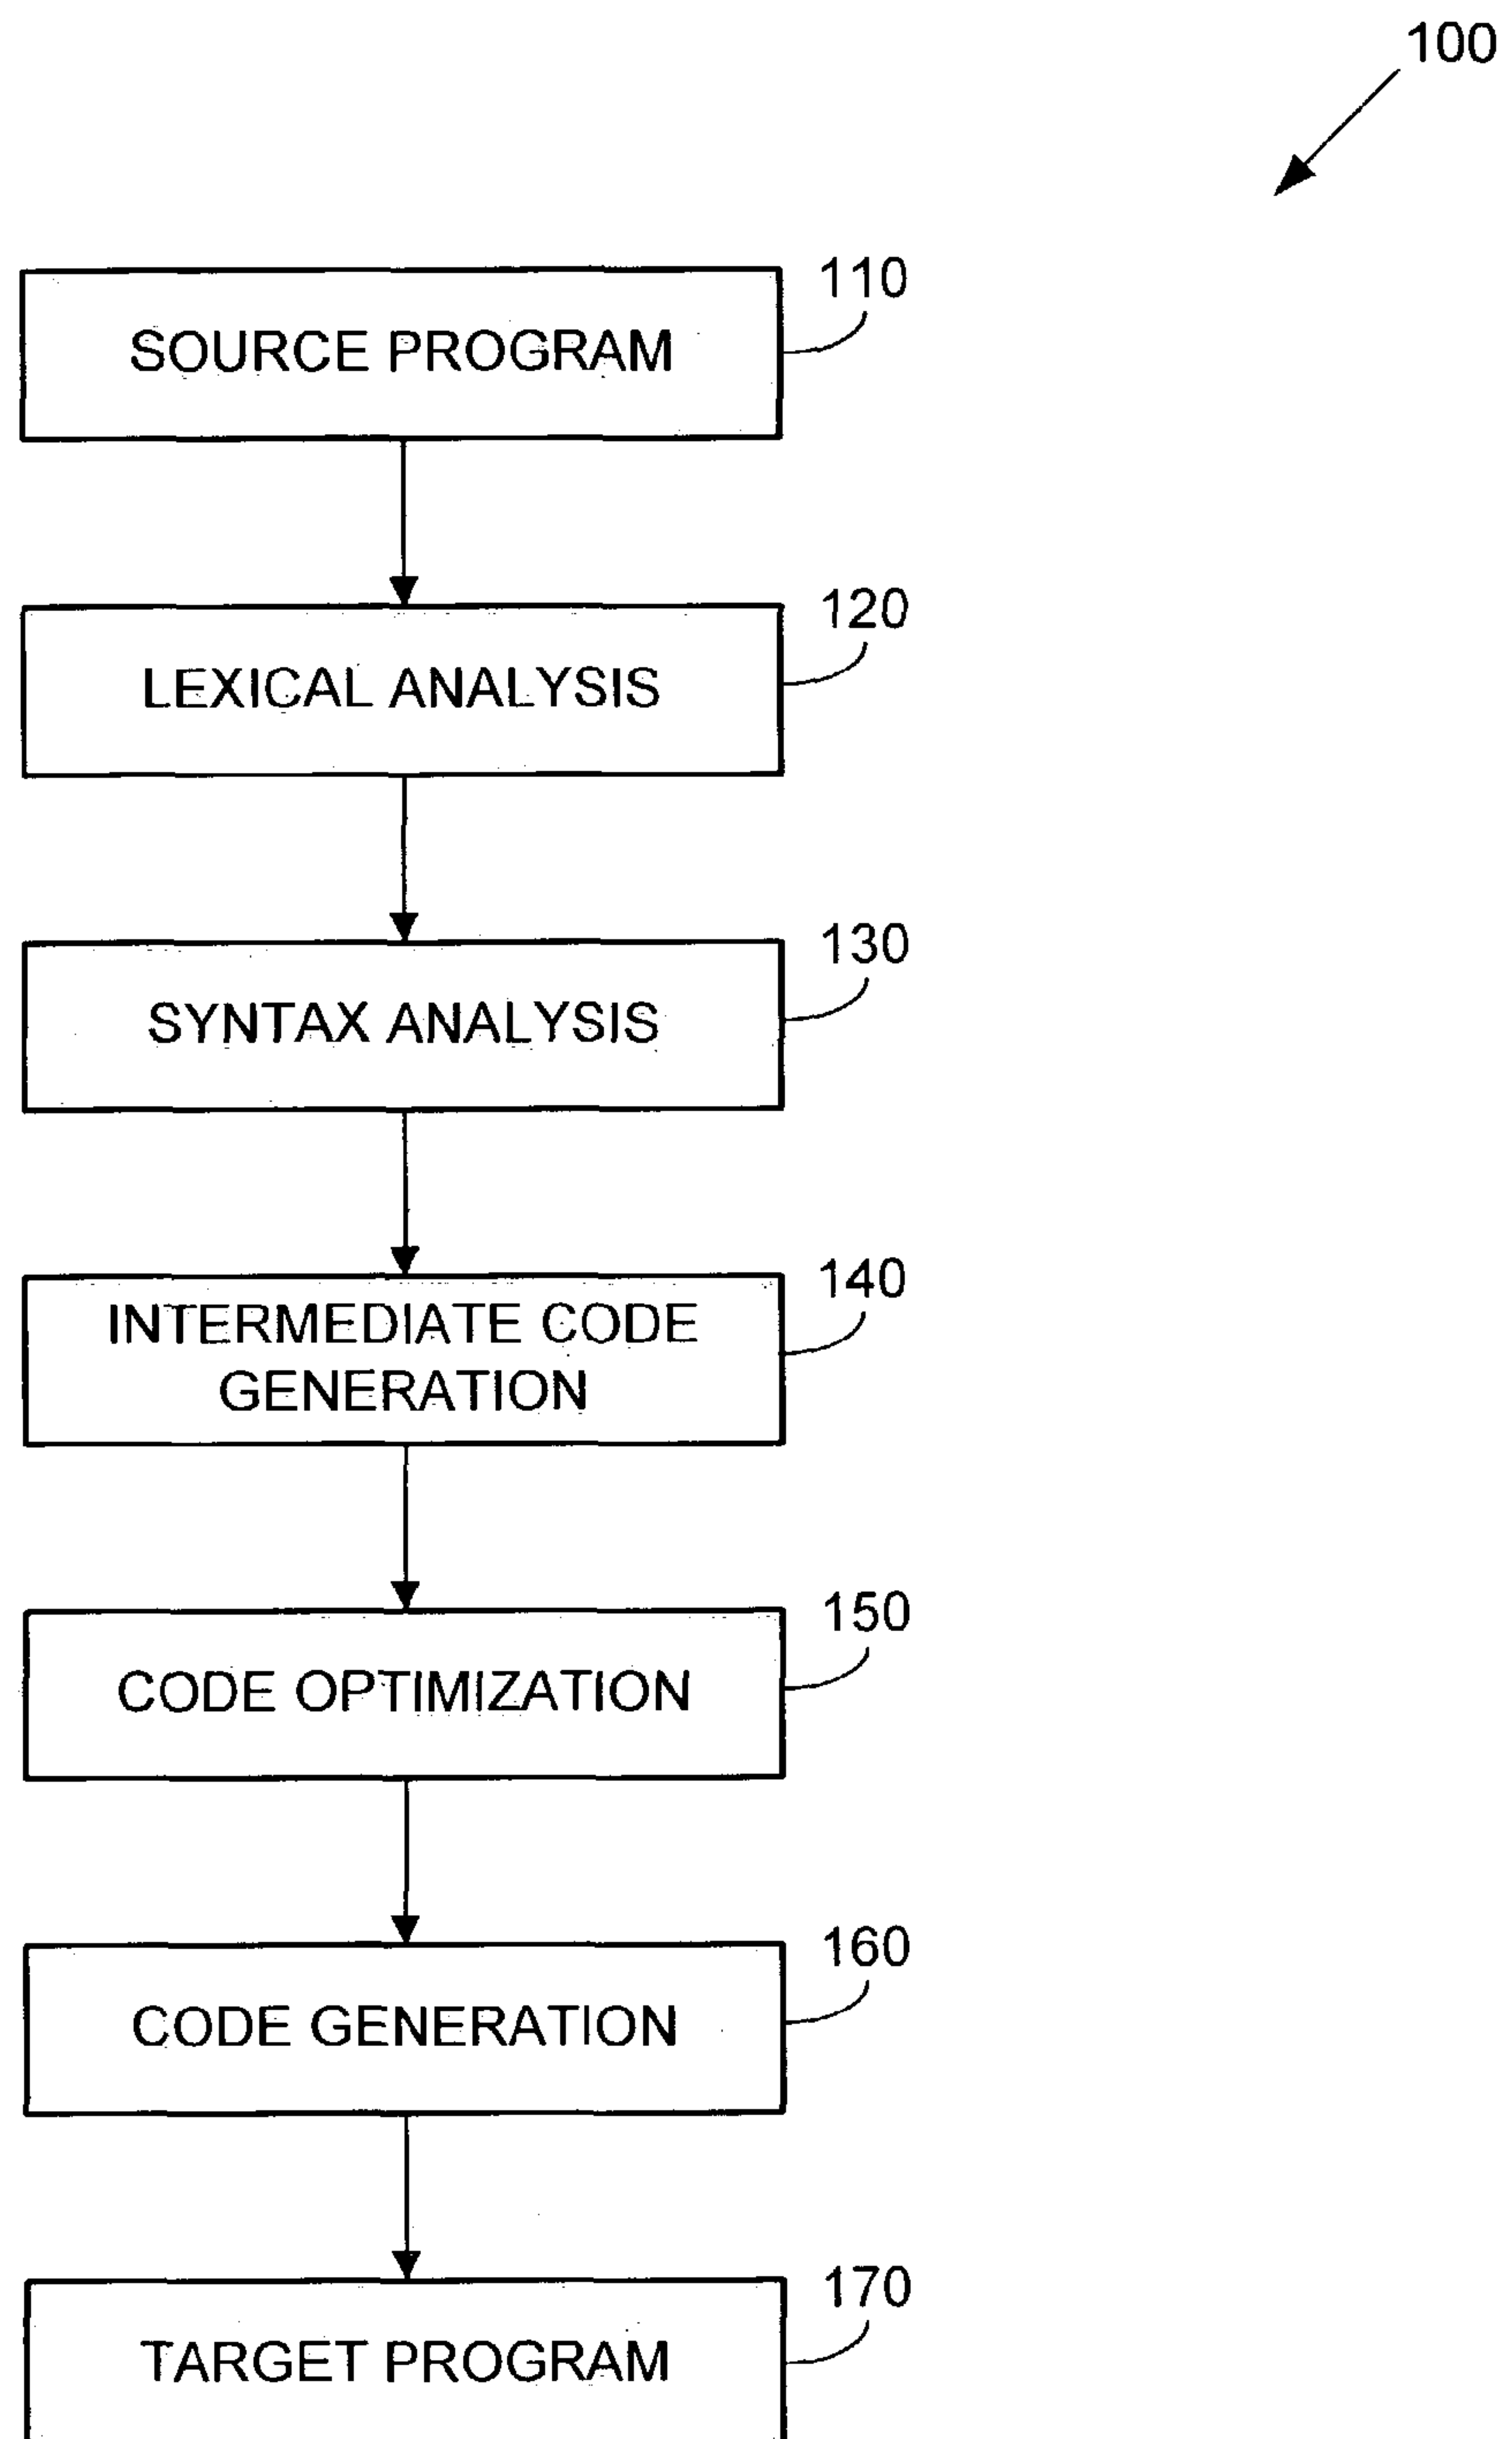 100
110
SOURCE PROGRAM
120
LEXICAL ANALYSIS
130
SYNTAX ANALYSIS
140
INTERMEDIATE CODE
GENERATION
150
CODE OPTIMIZATION
160
CODE GENERATION
170
TARGET PROGRAM